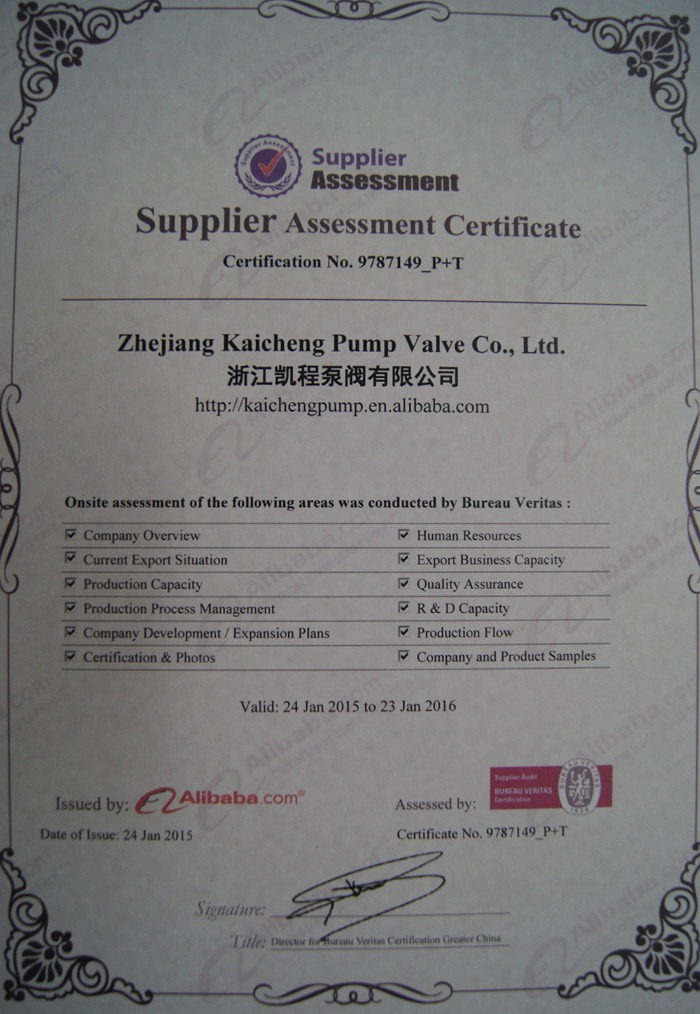 Supplier Assessment
Supplier
Assessment
Supplier Assessment Certificate
Certification No. 9787149_P+T
Zhejiang Kaicheng Pump Valve Co., Ltd.
浙江凯程泵阀有限公司
http://kaichengpump.en.alibaba.com
Onsite assessment of the following areas was conducted by Bureau Veritas :
Company Overview Human Resources
Current Export Situation Export Business Capacity
Production Capacity Quality Assurance
Production Process Management R & D Capacity
Company Development / Expansion Plans Production Flow
Certification & Photos Company and Product Samples
Valid: 24 Jan 2015 to 23 Jan 2016
Issued by: Alibaba.com®
Assessed by:
Supplier Audit
BUREAU VERITAS
Certification
BUREAU VERITAS
1828
Date of Issue: 24 Jan 2015 Certificate No. 9787149_P+T
Signature:
Title: Director for Bureau Veritas Certification Greater China